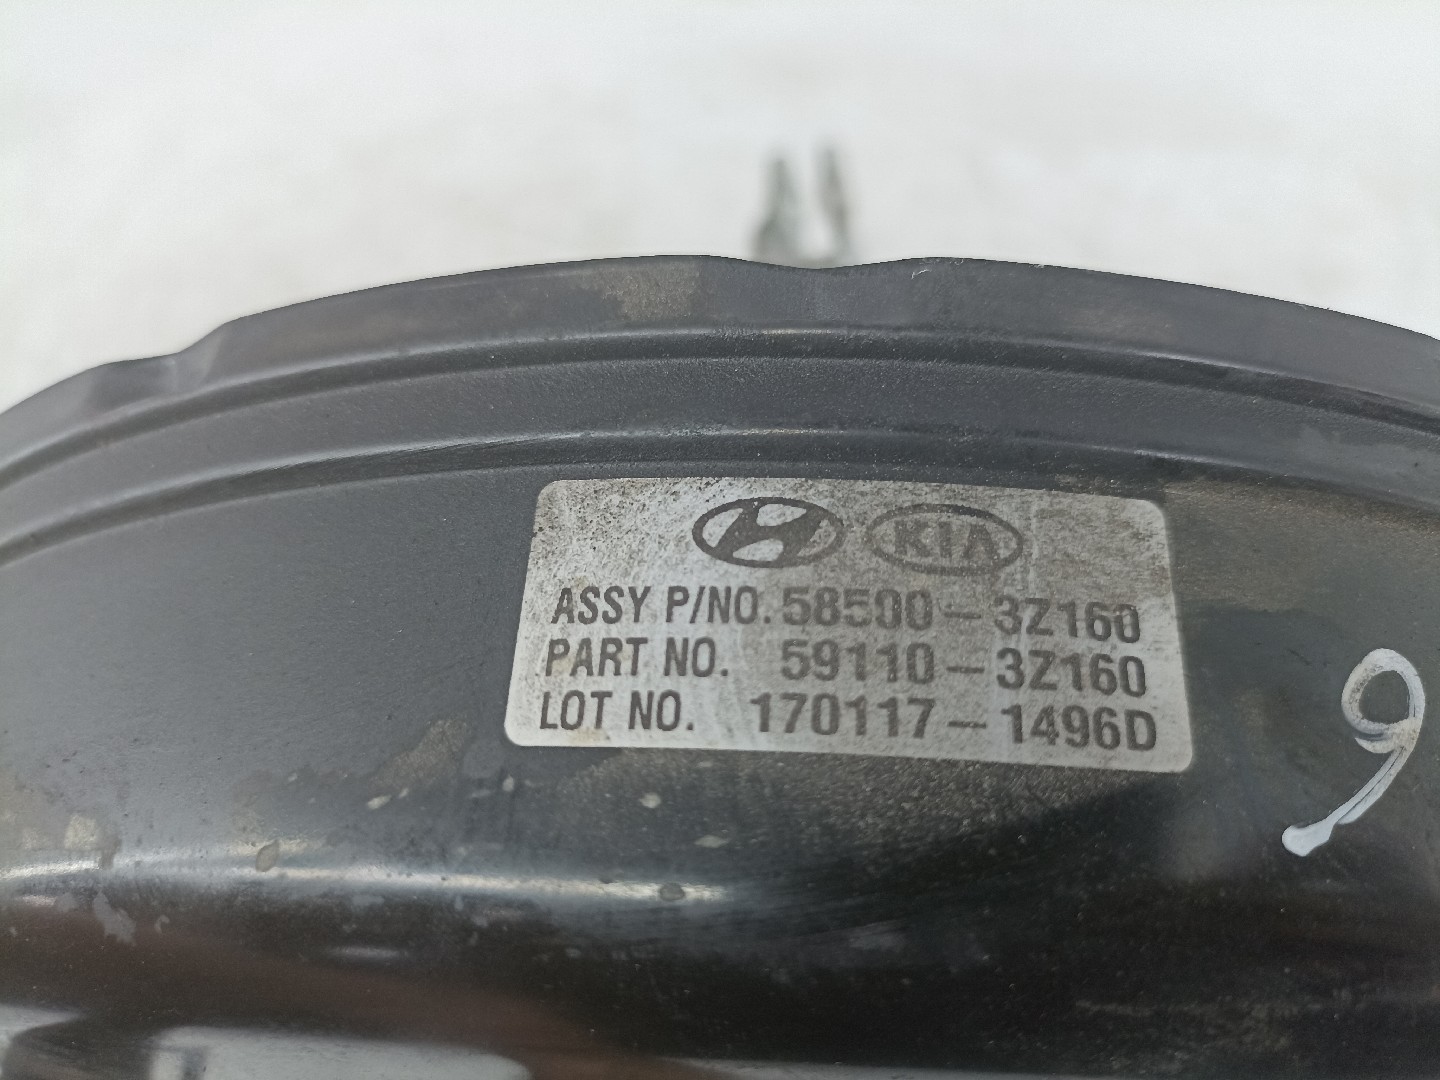 KIA
ASSY P/NO. 58500-3Z160
PART NO. 59110-3Z160
LOT NO. 170117-1496D
9